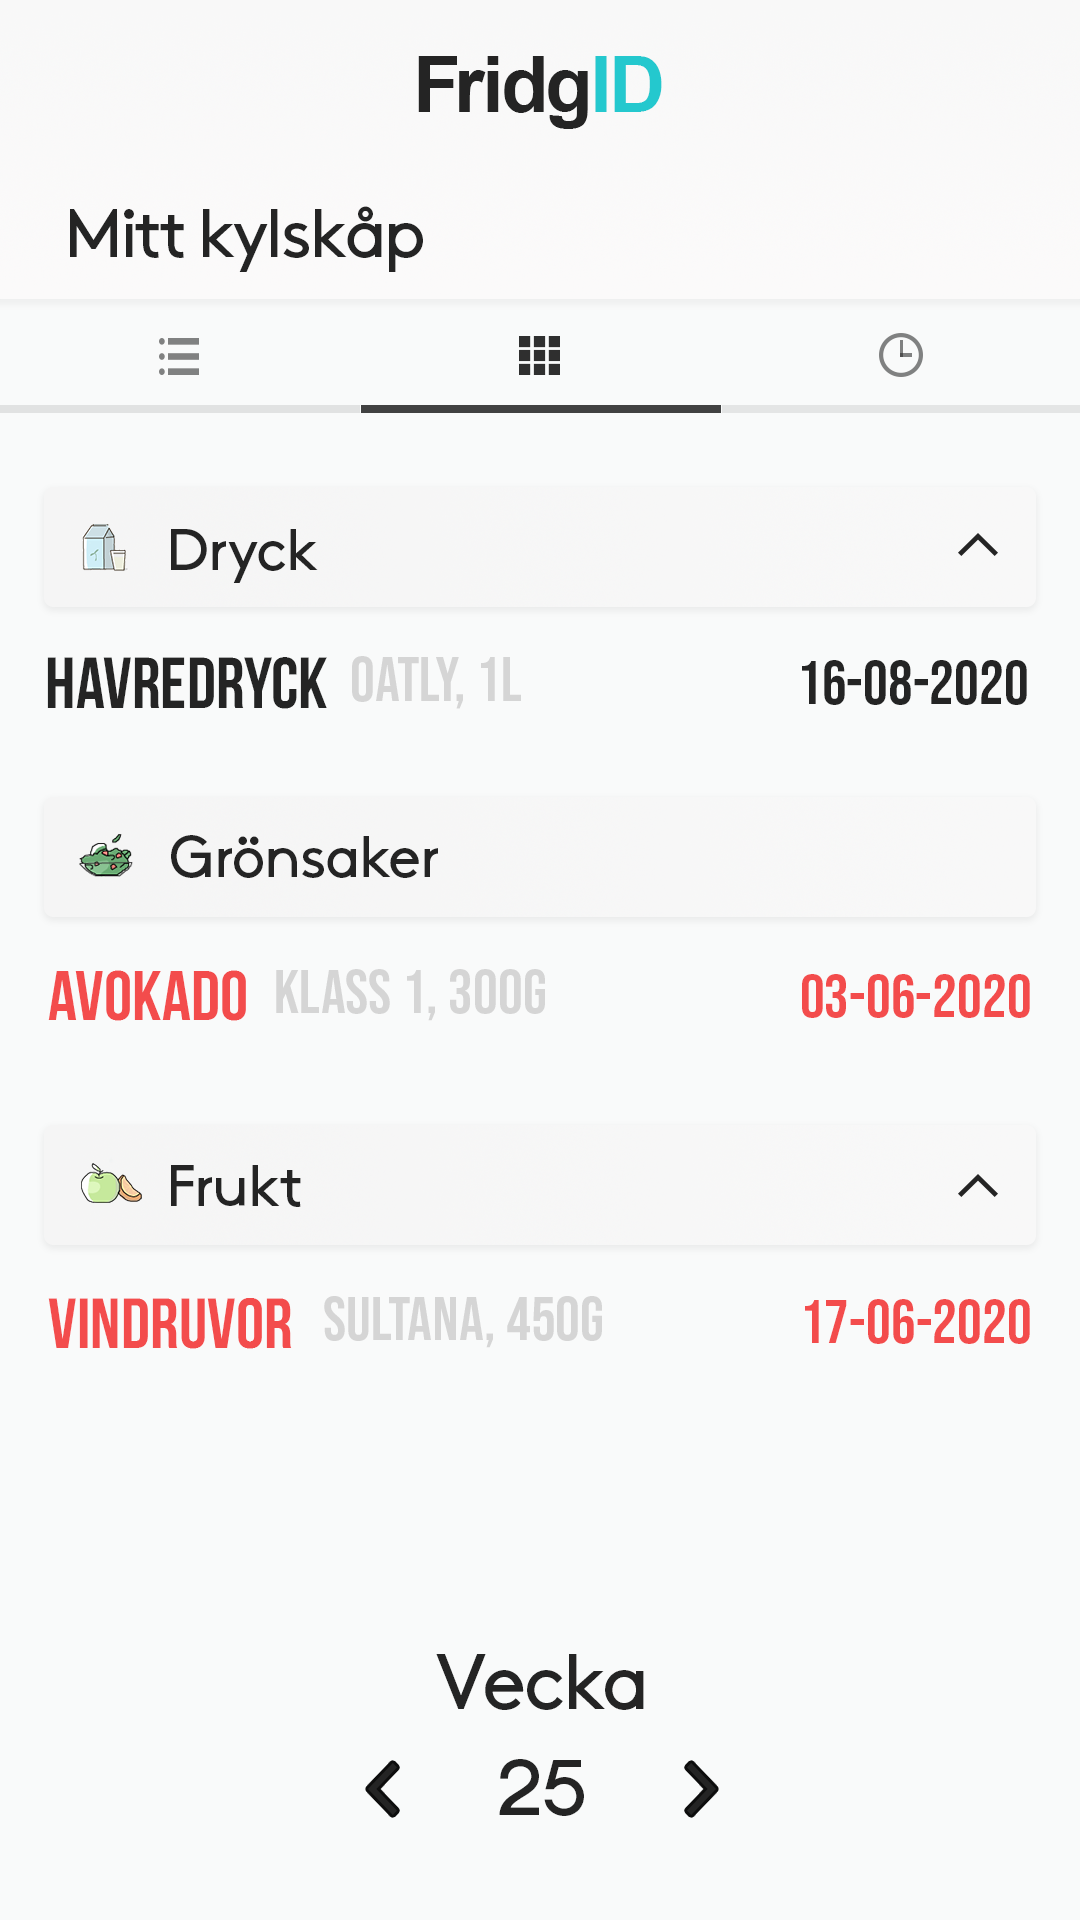 FridgID
Mitt kylskåp
Dryck
HAVREDRYCK OATLY, 1L 16-08-2020
Grönsaker
AVOKADO KLASS 1, 300G 03-06-2020
Frukt
VINDRUVOR SULTANA, 450G 17-06-2020
Vecka
25